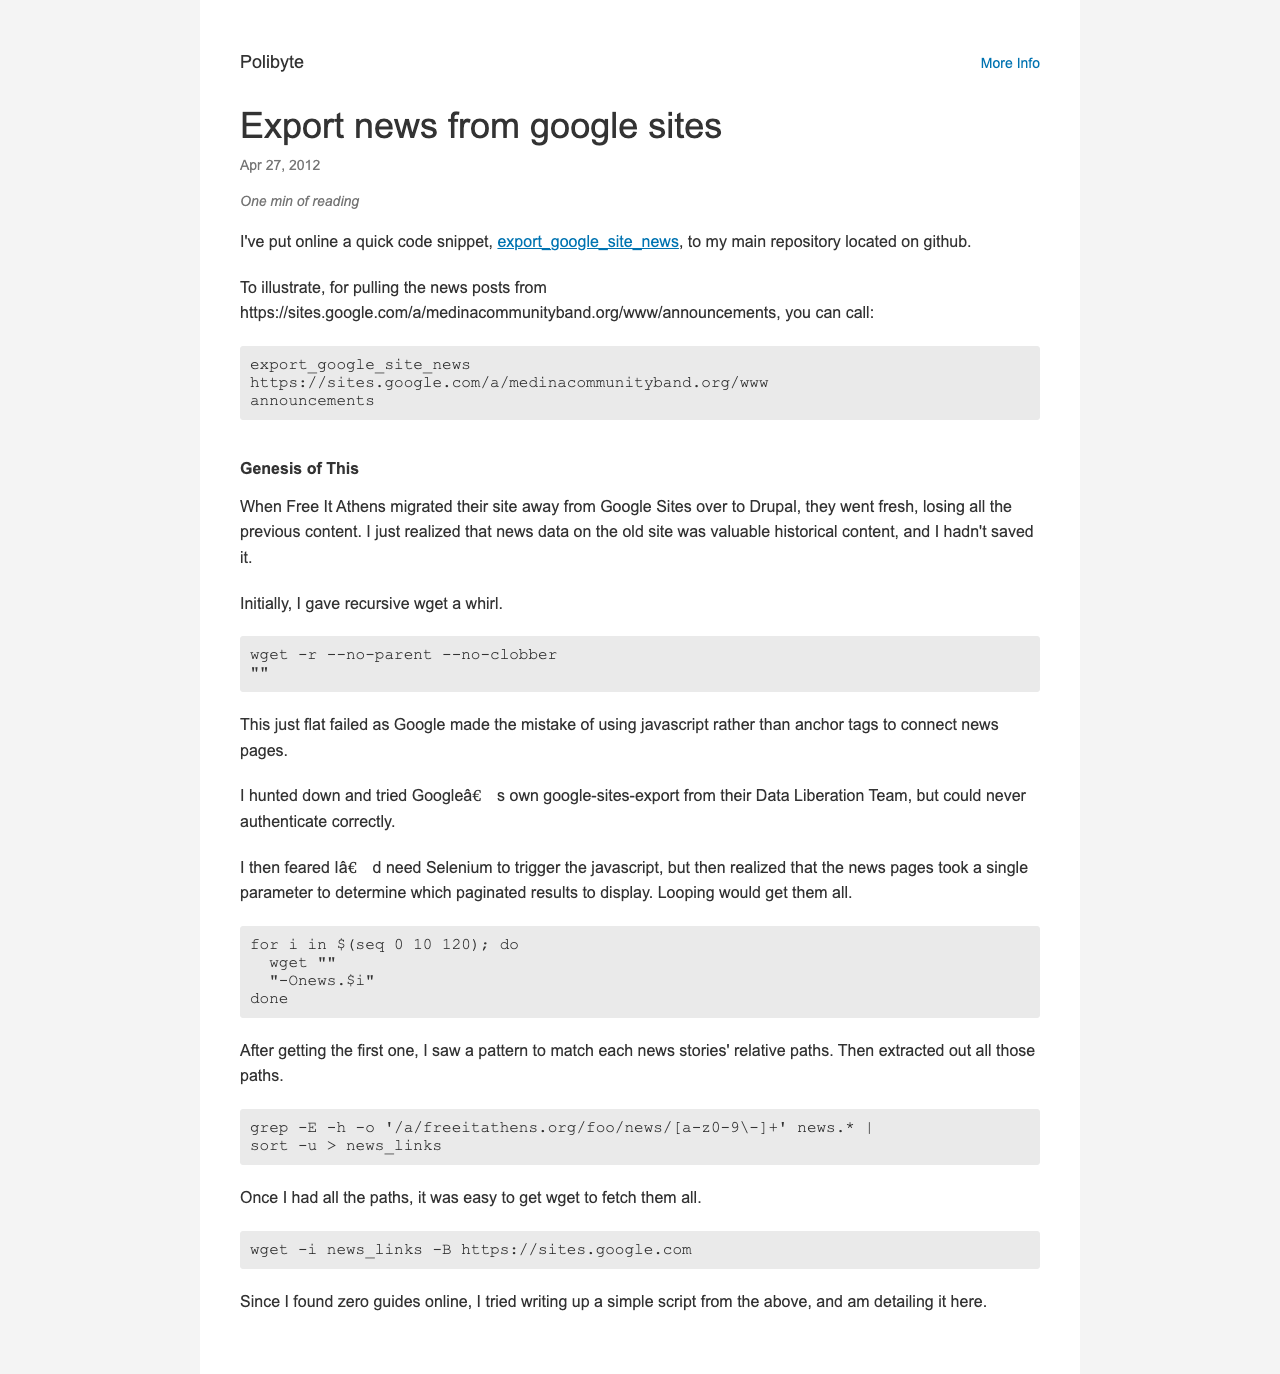 Polibyte
More Info
Export news from google sites
Apr 27, 2012
One min of reading
I've put online a quick code snippet, export_google_site_news, to my main repository located on github.
To illustrate, for pulling the news posts from
https://sites.google.com/a/medinacommunityband.org/www/announcements, you can call:
export_google_site_news
https://sites.google.com/a/medinacommunityband.org/www
announcements
Genesis of This
When Free It Athens migrated their site away from Google Sites over to Drupal, they went fresh, losing all the
previous content. I just realized that news data on the old site was valuable historical content, and I hadn't saved
it.
Initially, I gave recursive wget a whirl.
wget -r --no-parent --no-clobber
""
This just flat failed as Google made the mistake of using javascript rather than anchor tags to connect news
pages.
I hunted down and tried Googleâ€ s own google-sites-export from their Data Liberation Team, but could never
authenticate correctly.
I then feared Iâ€ d need Selenium to trigger the javascript, but then realized that the news pages took a single
parameter to determine which paginated results to display. Looping would get them all.
for i in $(seq 0 10 120); do
  wget ""
  "-Onews.$i"
done
After getting the first one, I saw a pattern to match each news stories' relative paths. Then extracted out all those
paths.
grep -E -h -o '/a/freeitathens.org/foo/news/[a-z0-9\-]+' news.* |
sort -u > news_links
Once I had all the paths, it was easy to get wget to fetch them all.
wget -i news_links -B https://sites.google.com
Since I found zero guides online, I tried writing up a simple script from the above, and am detailing it here.